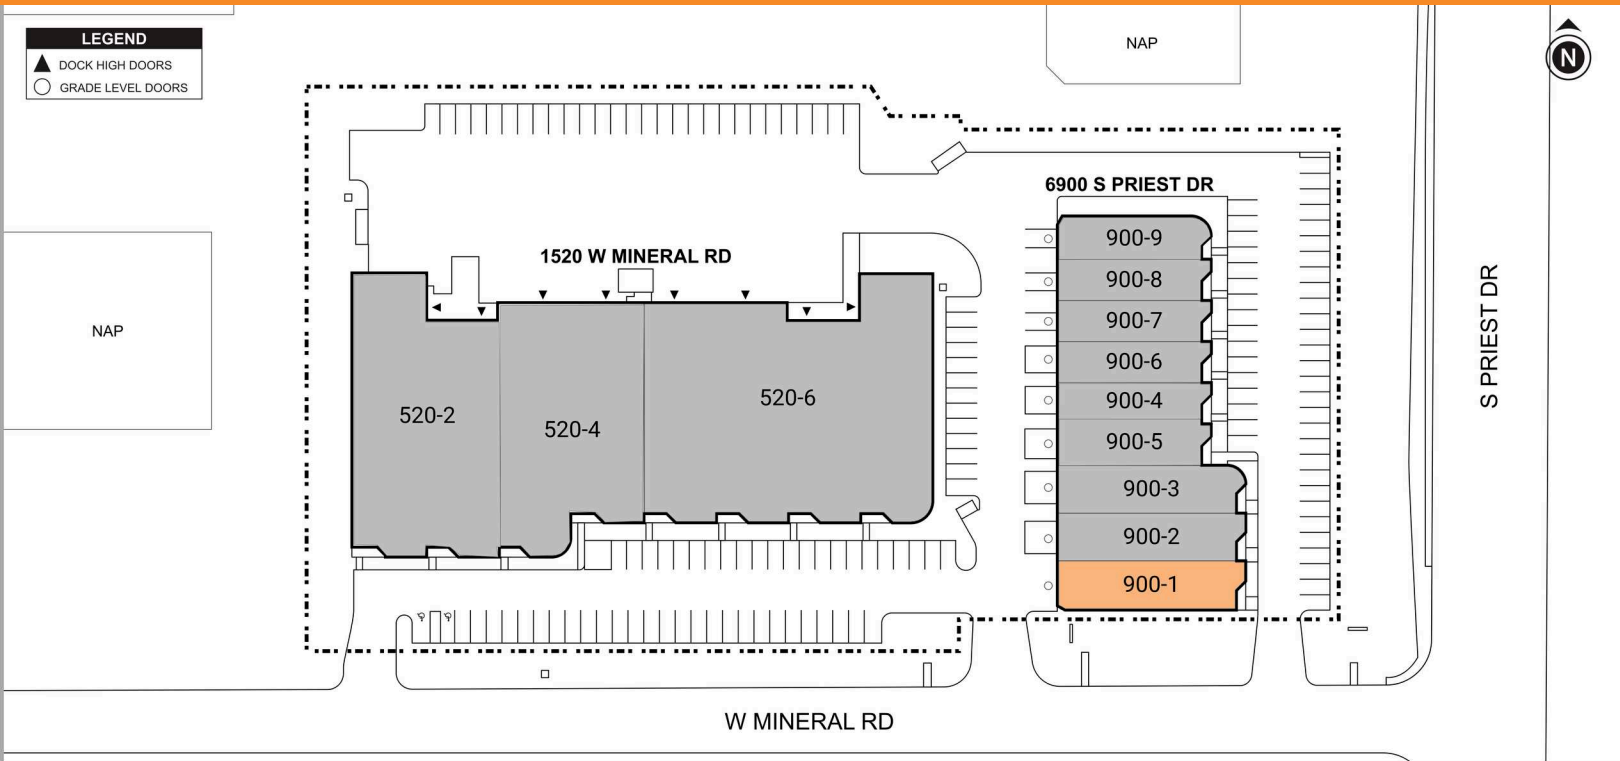 LEGEND
DOCK HIGH DOORS
GRADE LEVEL DOORS
NAP
N
6900 S PRIEST DR
1520 W MINERAL RD
900-9
900-8
900-7
900-6
900-4
900-5
900-3
900-2
900-1
NAP
520-2
520-4
520-6
S PRIEST DR
W MINERAL RD